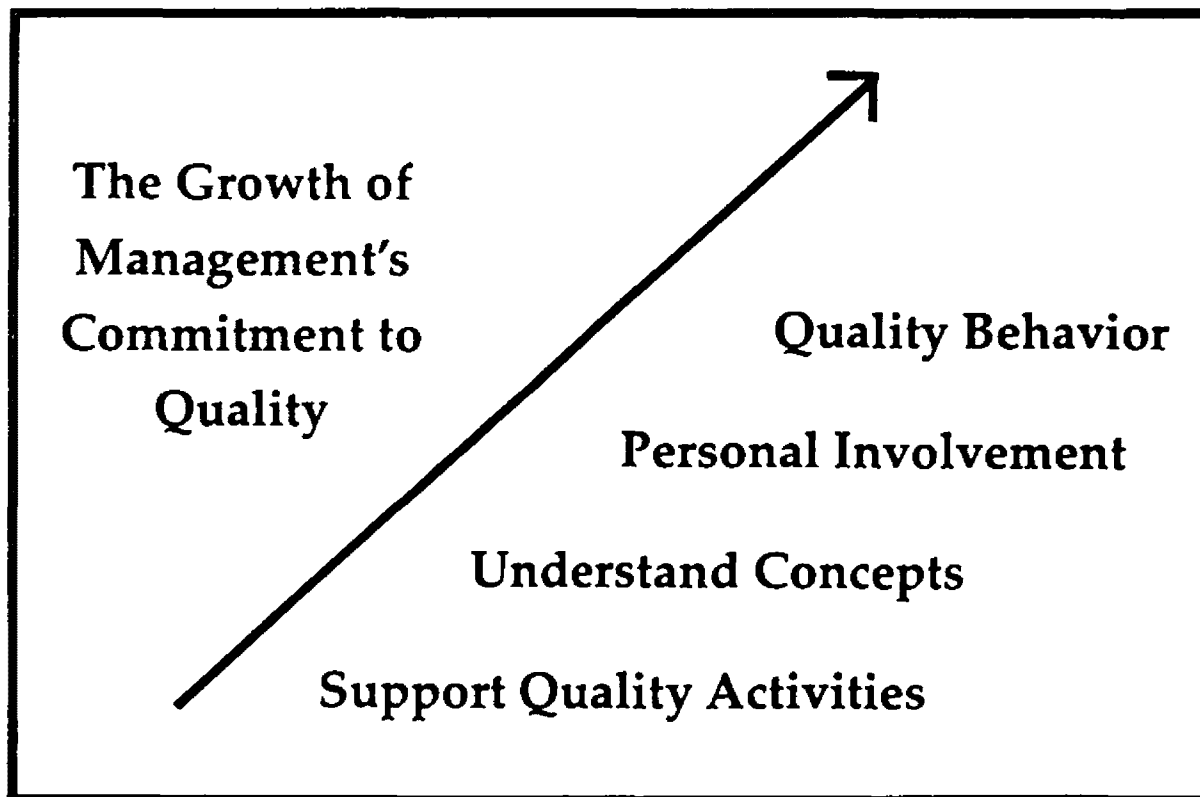 The Growth of
Management's
Commitment to
Quality
Quality Behavior
Personal Involvement
Understand Concepts
Support Quality Activities